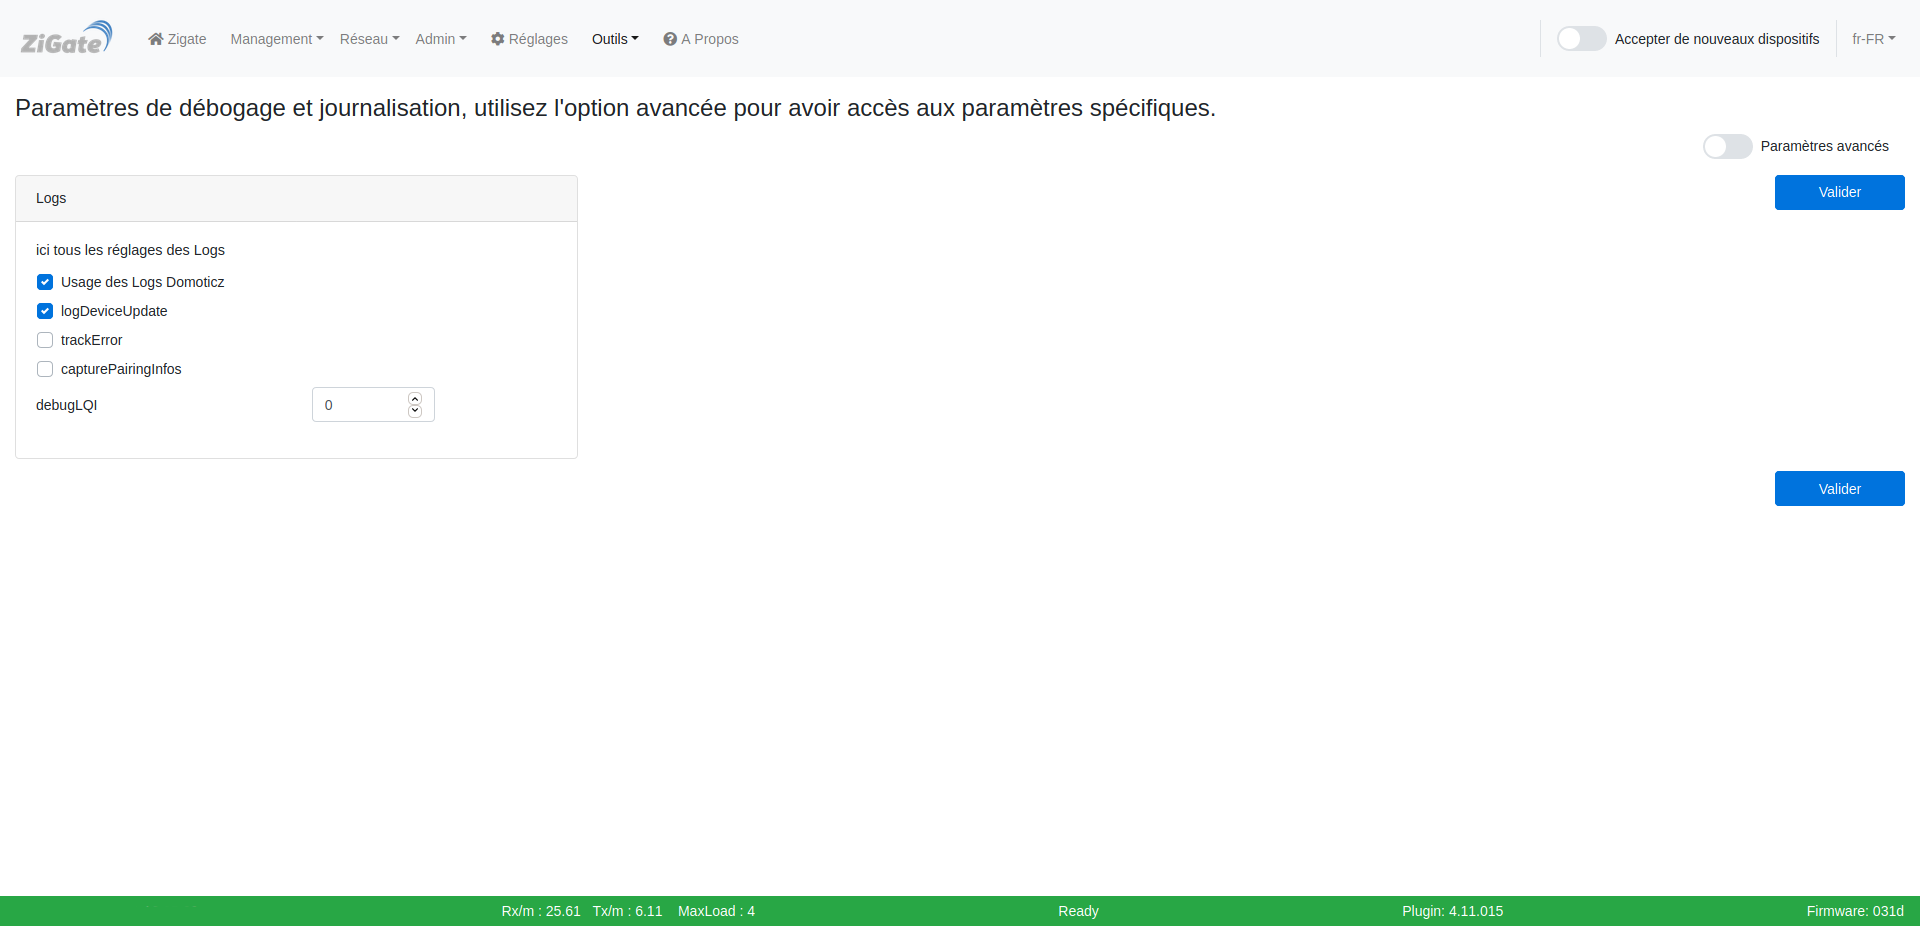 ZiGate Zigate Management Réseau Admin Réglages Outils A Propos Accepter de nouveaux dispositifs fr-FR
Paramètres de débogage et journalisation, utilisez l'option avancée pour avoir accès aux paramètres spécifiques.
Paramètres avancés
Logs
Valider
ici tous les réglages des Logs
Usage des Logs Domoticz
logDeviceUpdate
trackError
capturePairingInfos
debugLQI 0
Valider
Rx/m : 25.61 Tx/m : 6.11 MaxLoad : 4 Ready Plugin: 4.11.015 Firmware: 031d